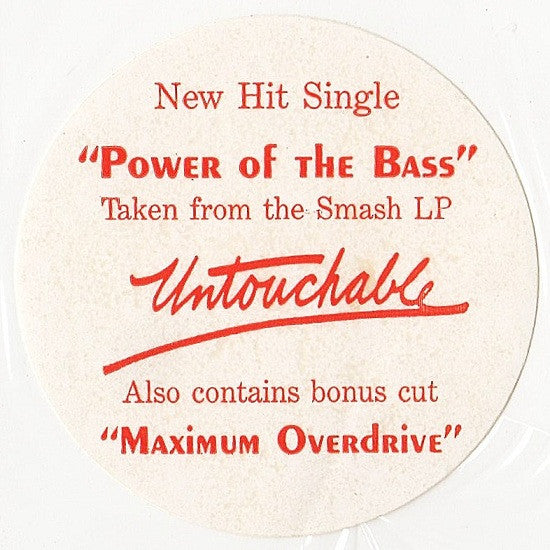 New Hit Single
"Power of the Bass"
Taken from the Smash LP
Untouchable
Also contains bonus cut
"Maximum Overdrive"